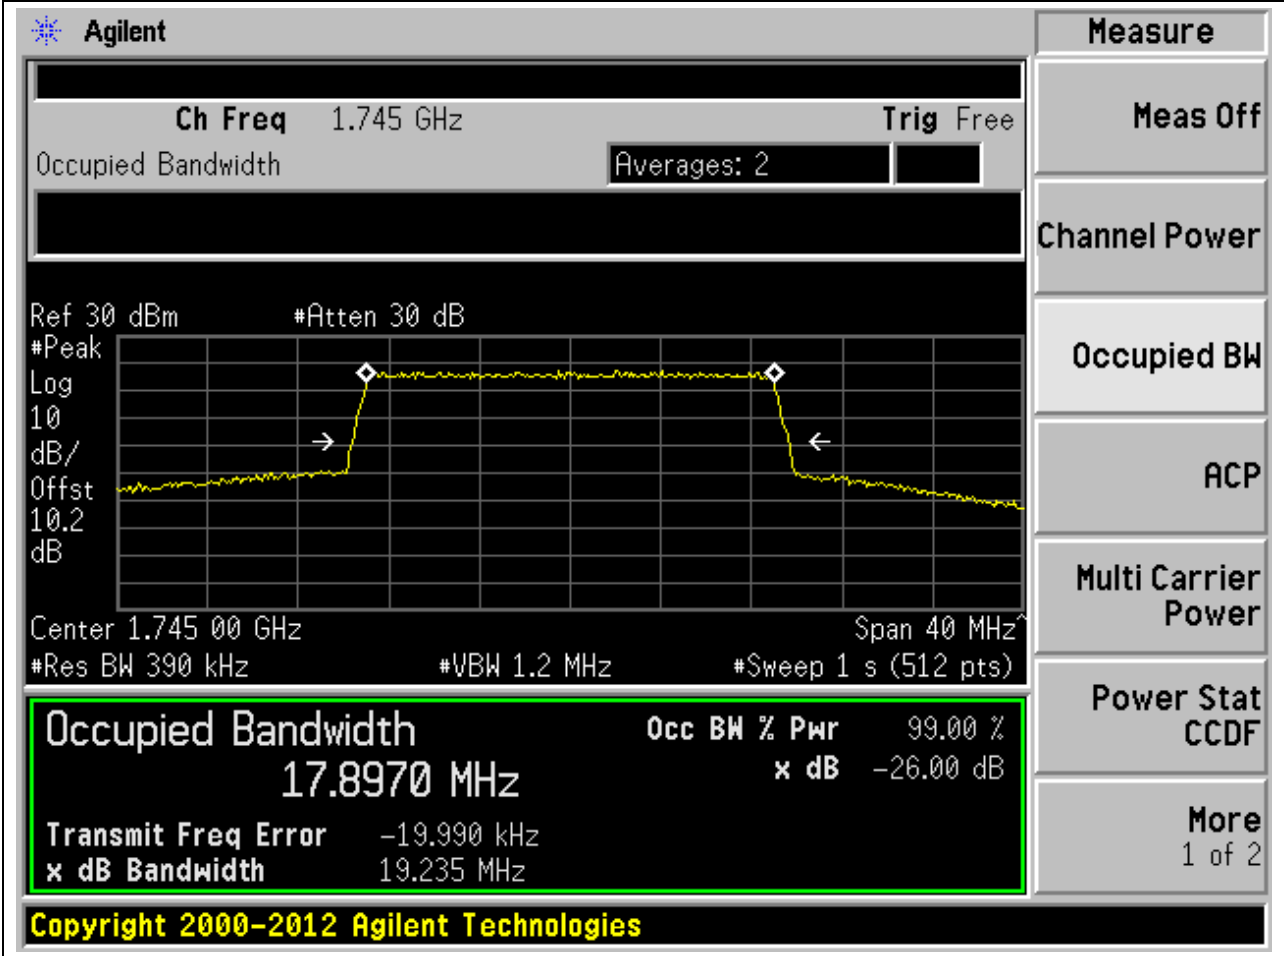 Agilent
Measure
Ch Freq 1.745 GHz Trig Free
Occupied Bandwidth Averages: 2
Meas Off
Channel Power
Occupied BW
ACP
Multi Carrier
Power
Power Stat
CCDF
More
1 of 2
Ref 30 dBm #Atten 30 dB
#Peak
Log
10
dB/
Offst
10.2
dB
Center 1.745 00 GHz Span 40 MHz^
#Res BW 390 kHz #VBW 1.2 MHz #Sweep 1 s (512 pts)
Occupied Bandwidth Occ BW % Pwr 99.00 %
17.8970 MHz x dB -26.00 dB
Transmit Freq Error -19.990 kHz
x dB Bandwidth 19.235 MHz
Copyright 2000-2012 Agilent Technologies